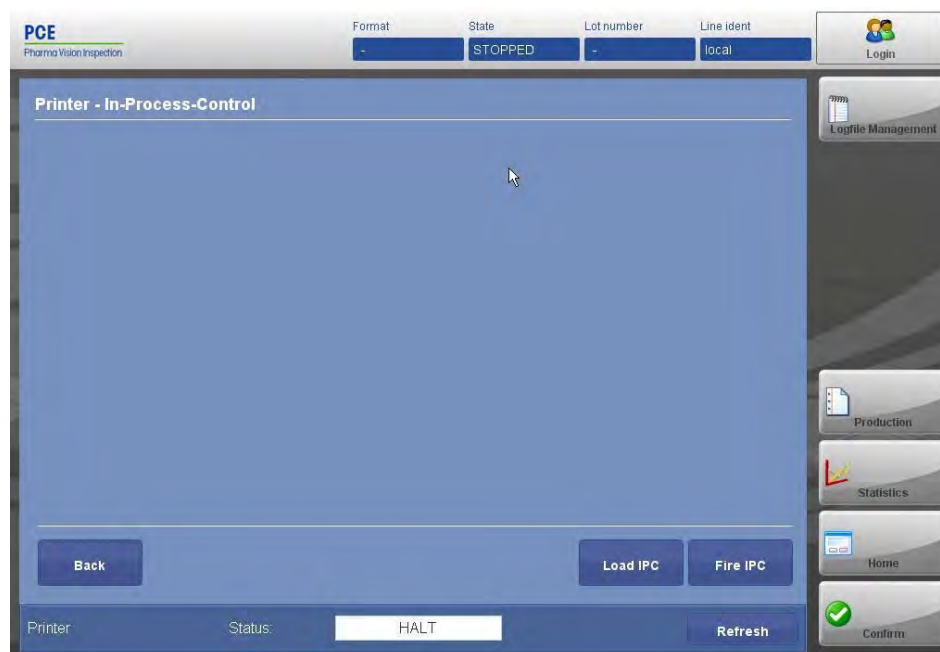 PCE
Pharma Vision Inspection
Format State Lot number Line ident
- STOPPED - local
Login
Printer - In-Process-Control
Logfile Management
Production
Statistics
Home
Back Load IPC Fire IPC
Printer Status: HALT Refresh
Confirm